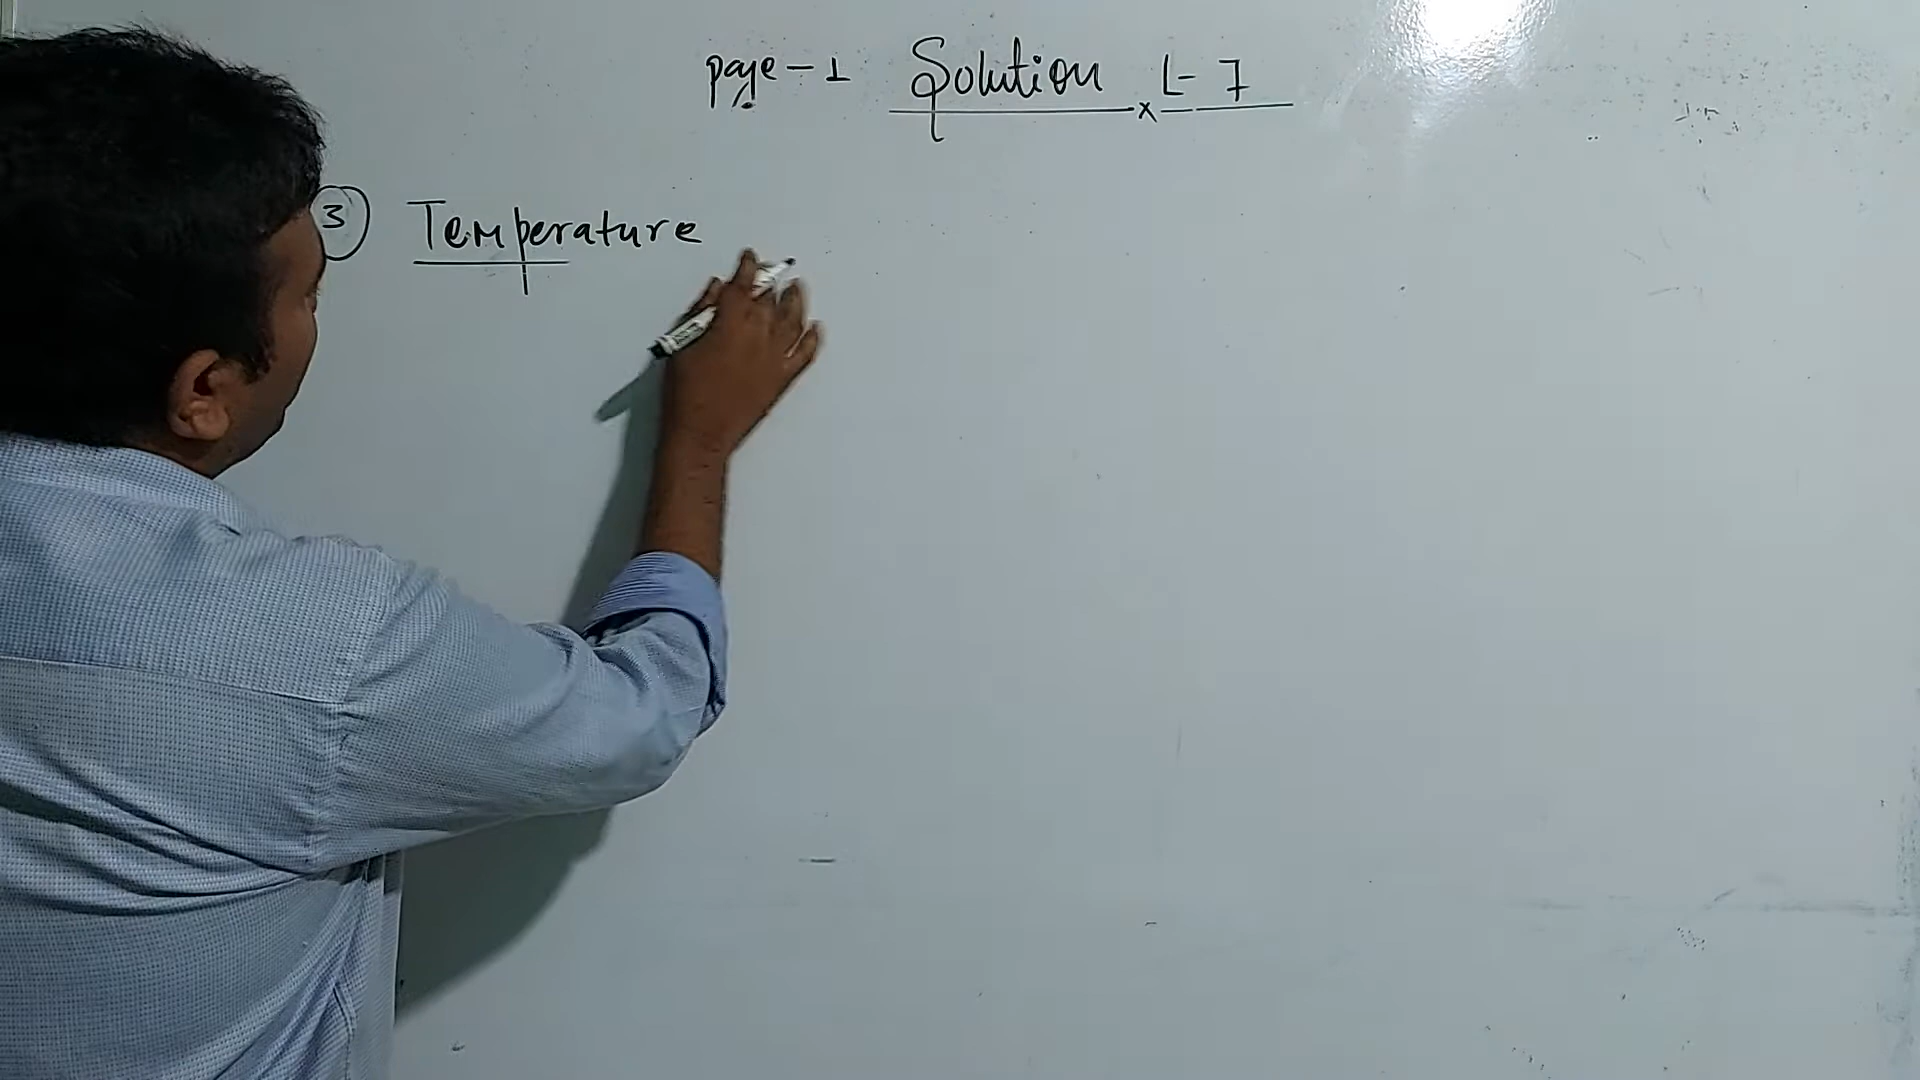 page - 1 Solution L - 7
3 Temperature